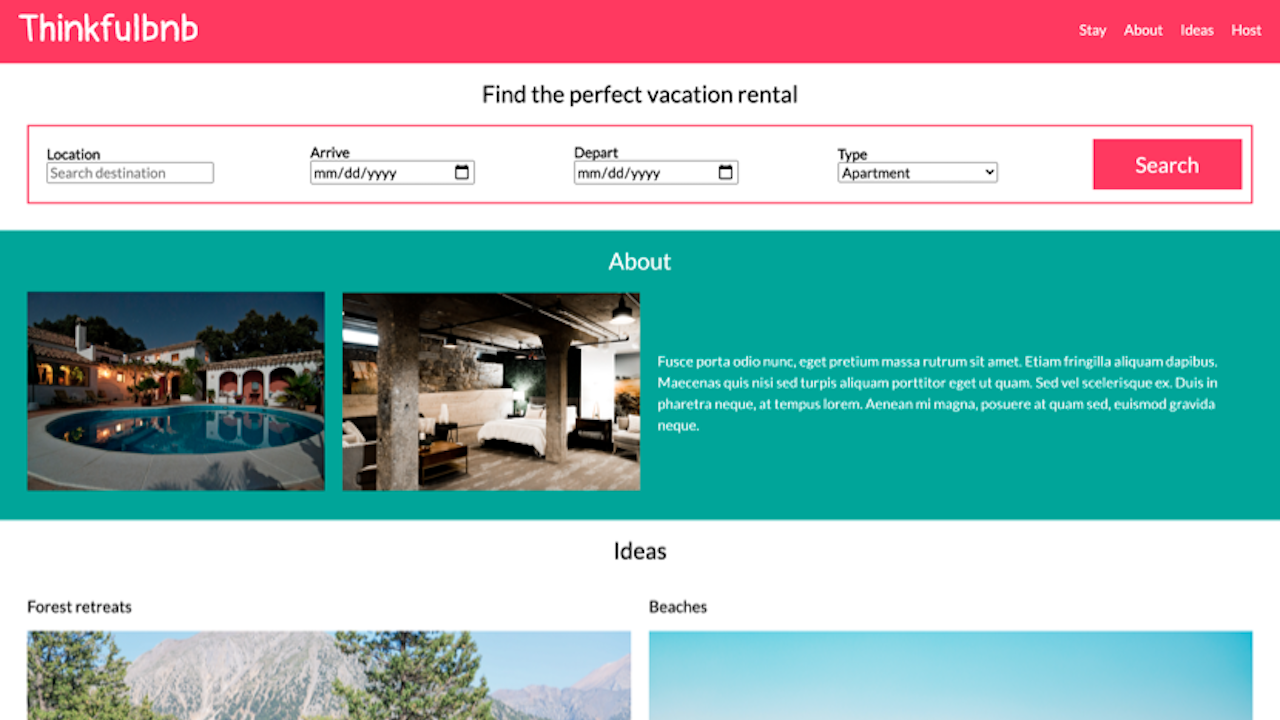 Thinkfulbnb
Stay About Ideas Host
Find the perfect vacation rental
Location Arrive Depart Type
Search destination mm/dd/yyyy mm/dd/yyyy Apartment Search
About
Fusce porta odio nunc, eget pretium massa rutrum sit amet. Etiam fringilla aliquam dapibus.
Maecenas quis nisi sed turpis aliquam porttitor eget ut quam. Sed vel scelerisque ex. Duis in
pharetra neque, at tempus lorem. Aenean mi magna, posuere at quam sed, euismod gravida
neque.
Ideas
Forest retreats Beaches